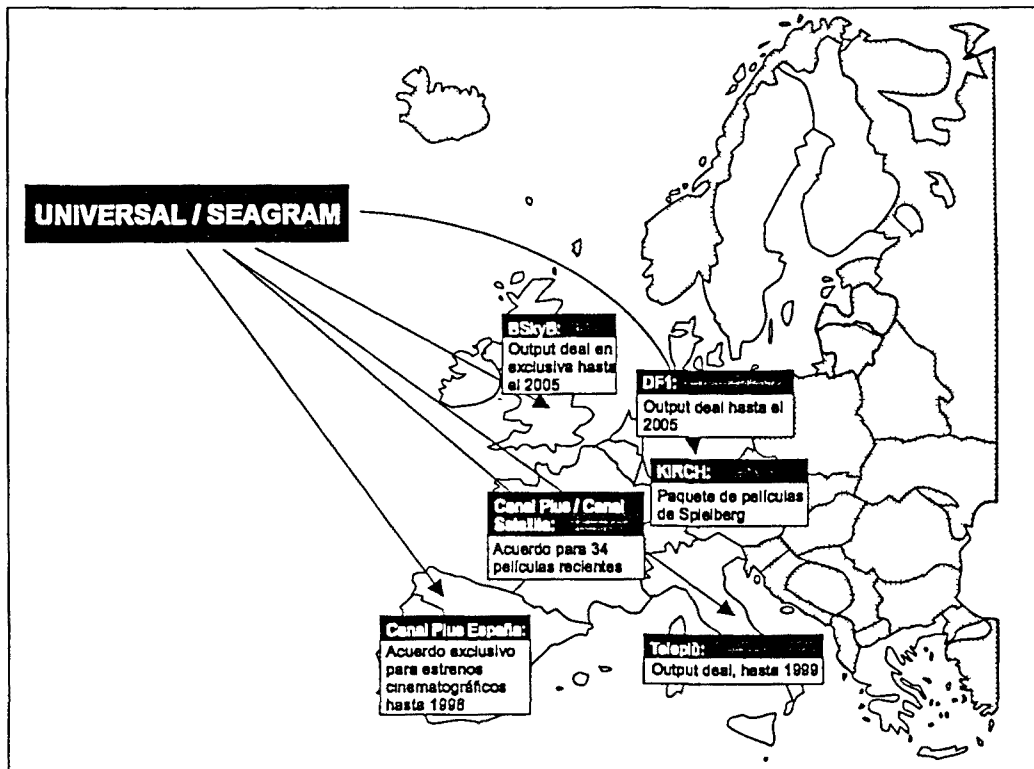 UNIVERSAL / SEAGRAM
BSkyB:
Output deal en
exclusiva hasta
el 2005
DF1:
Output deal hasta el
2005
KIRCH:
Paquete de películas
de Spielberg
Canal Plus / Canal
Satélite:
Acuerdo para 34
películas recientes
Canal Plus España:
Acuerdo exclusivo
para estrenos
cinematográficos
hasta 1998
Telepiù:
Output deal, hasta 1999